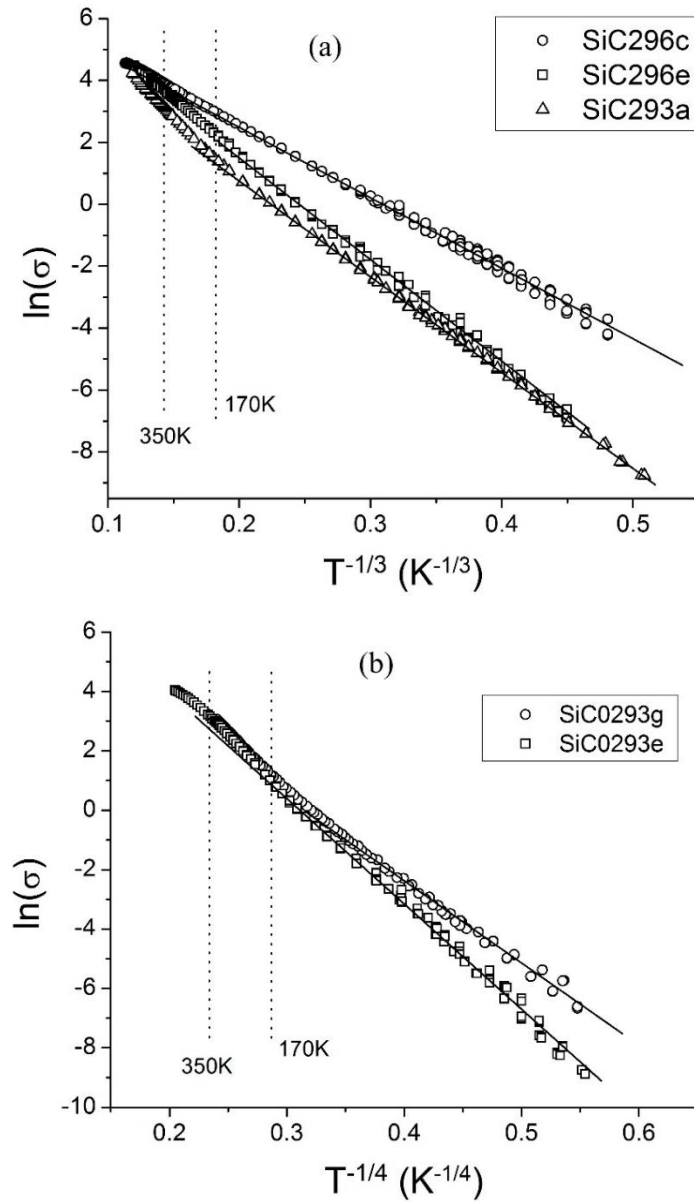 (a)
SiC296c
SiC296e
SiC293a
6
4
2
0
-2
-4
-6
-8
ln(σ)
350K
170K
0.1
0.2
0.3
0.4
0.5
T^-1/3 (K^-1/3)
(b)
SiC0293g
SiC0293e
6
4
2
0
-2
-4
-6
-8
-10
ln(σ)
350K
170K
0.2
0.3
0.4
0.5
0.6
T^-1/4 (K^-1/4)